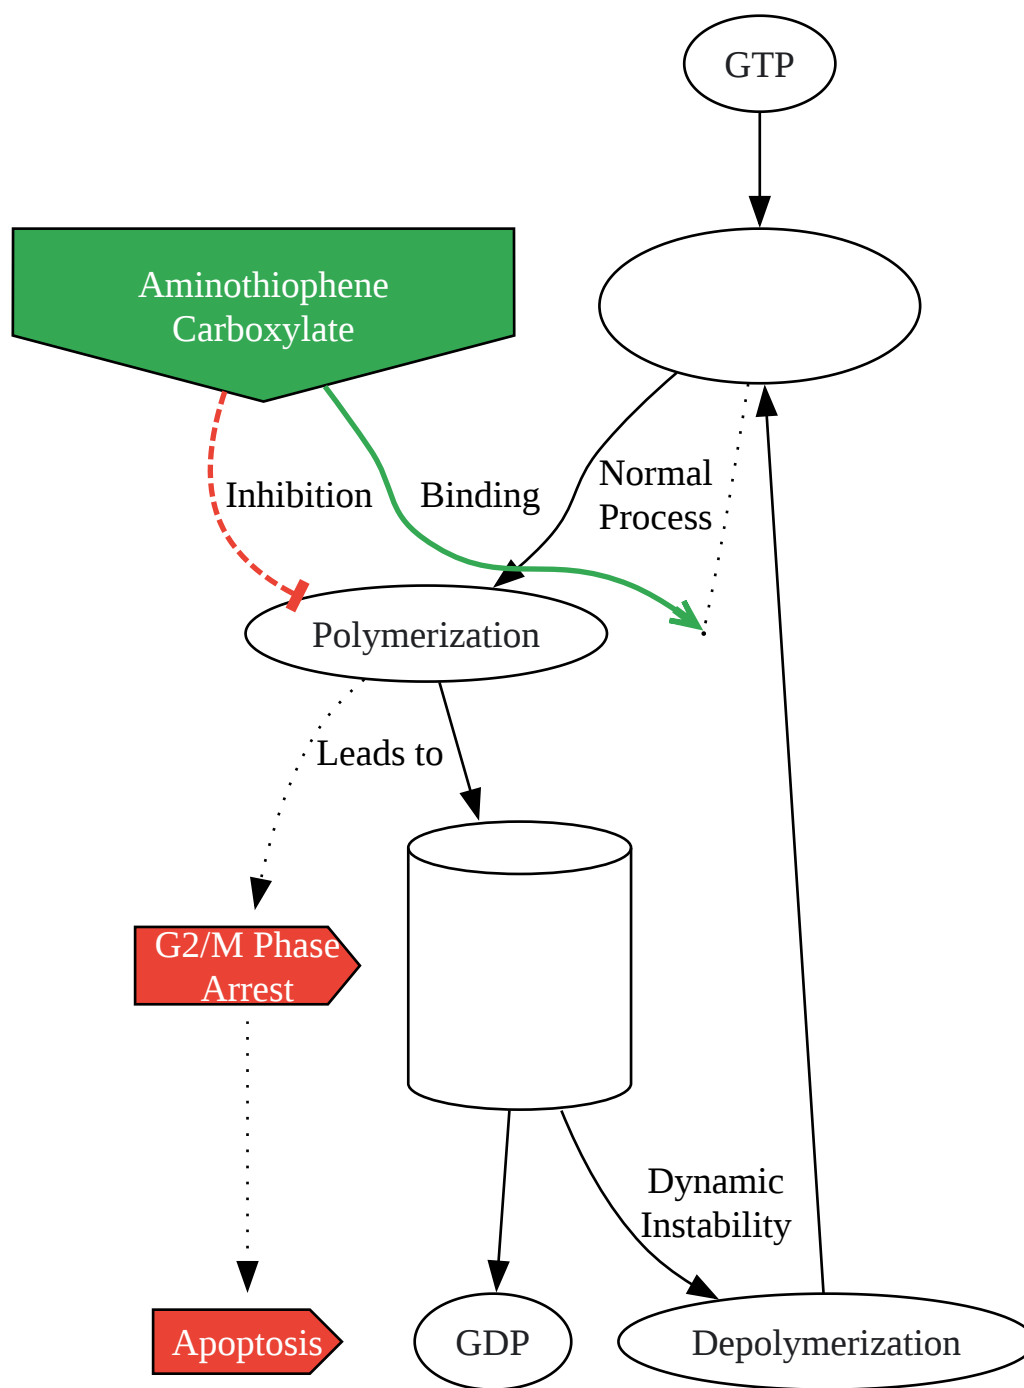 GTP
Aminothiophene
Carboxylate
Inhibition
Binding
Normal
Process
Polymerization
Leads to
G2/M Phase
Arrest
Dynamic
Instability
Apoptosis
GDP
Depolymerization